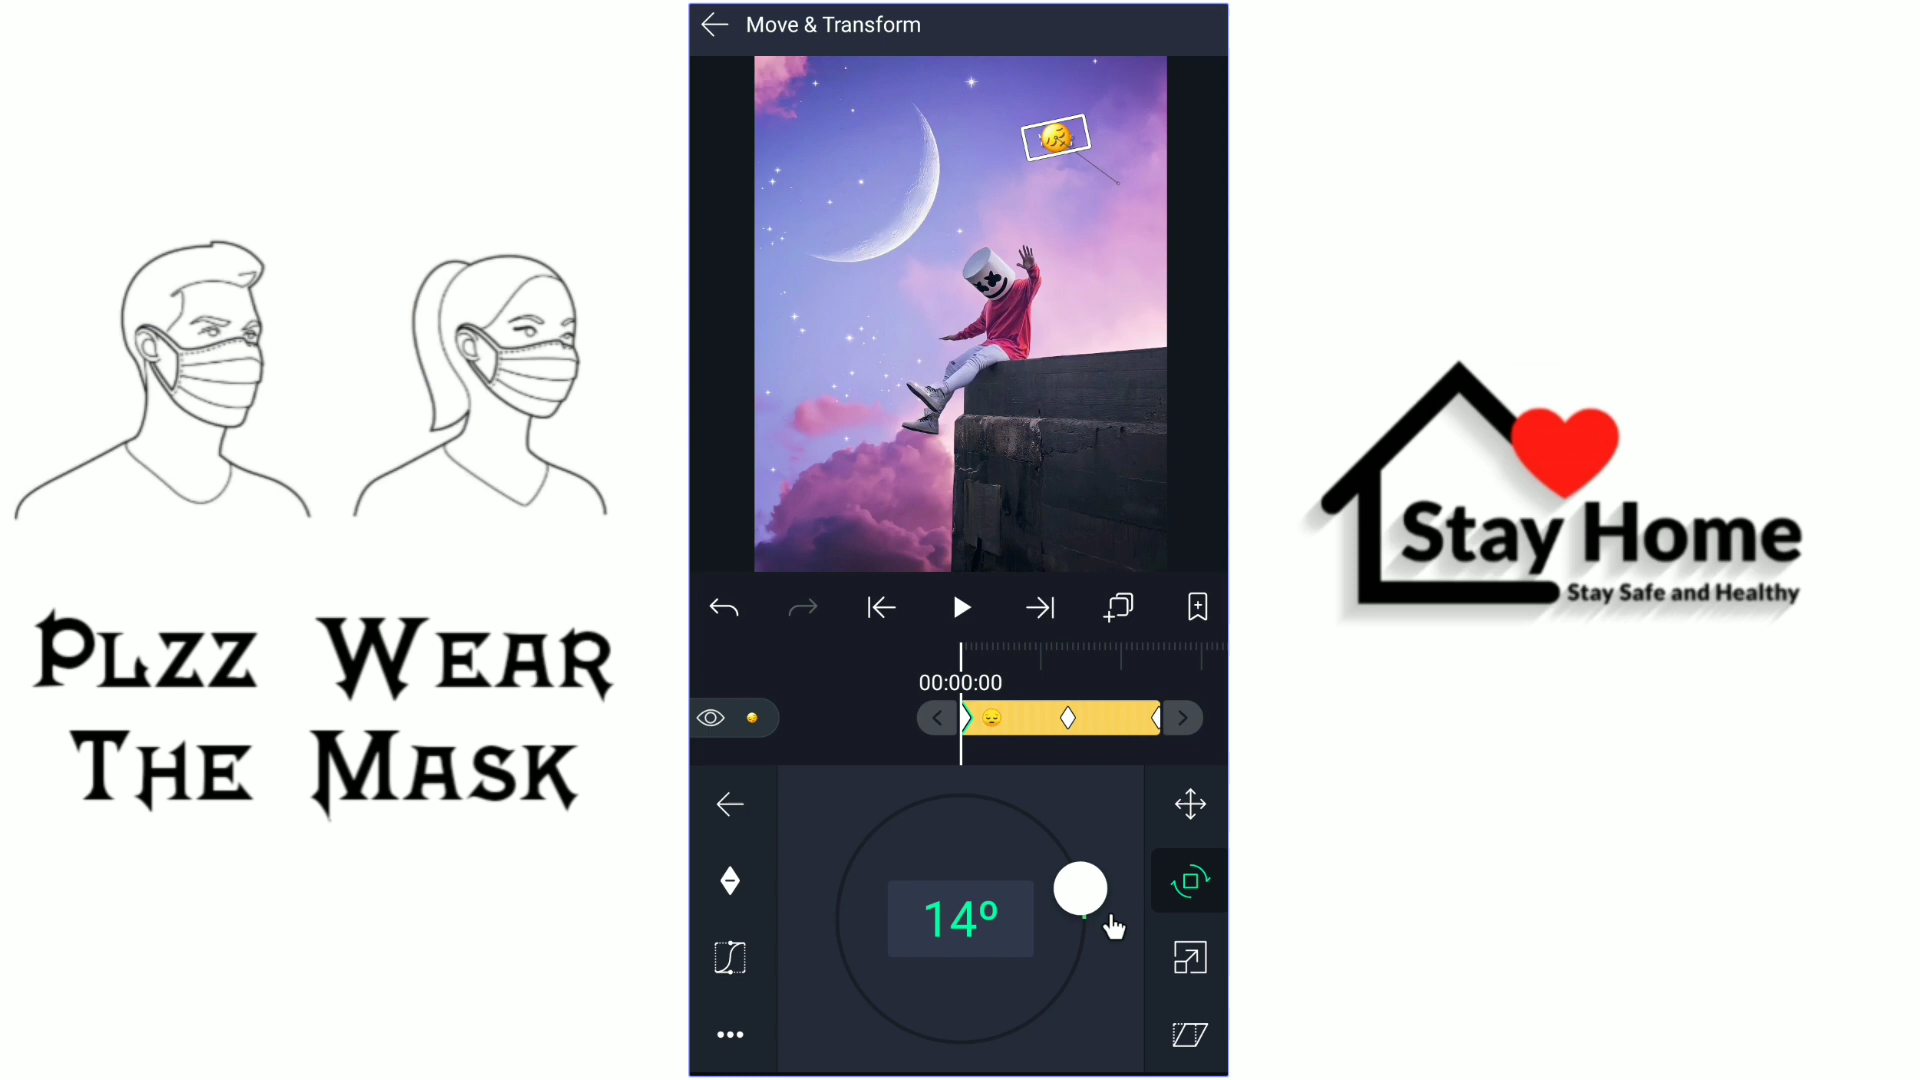 Move & Transform
00:00:00
14°
PLZZ WEAR
THE MASK
Stay Home
Stay Safe and Healthy